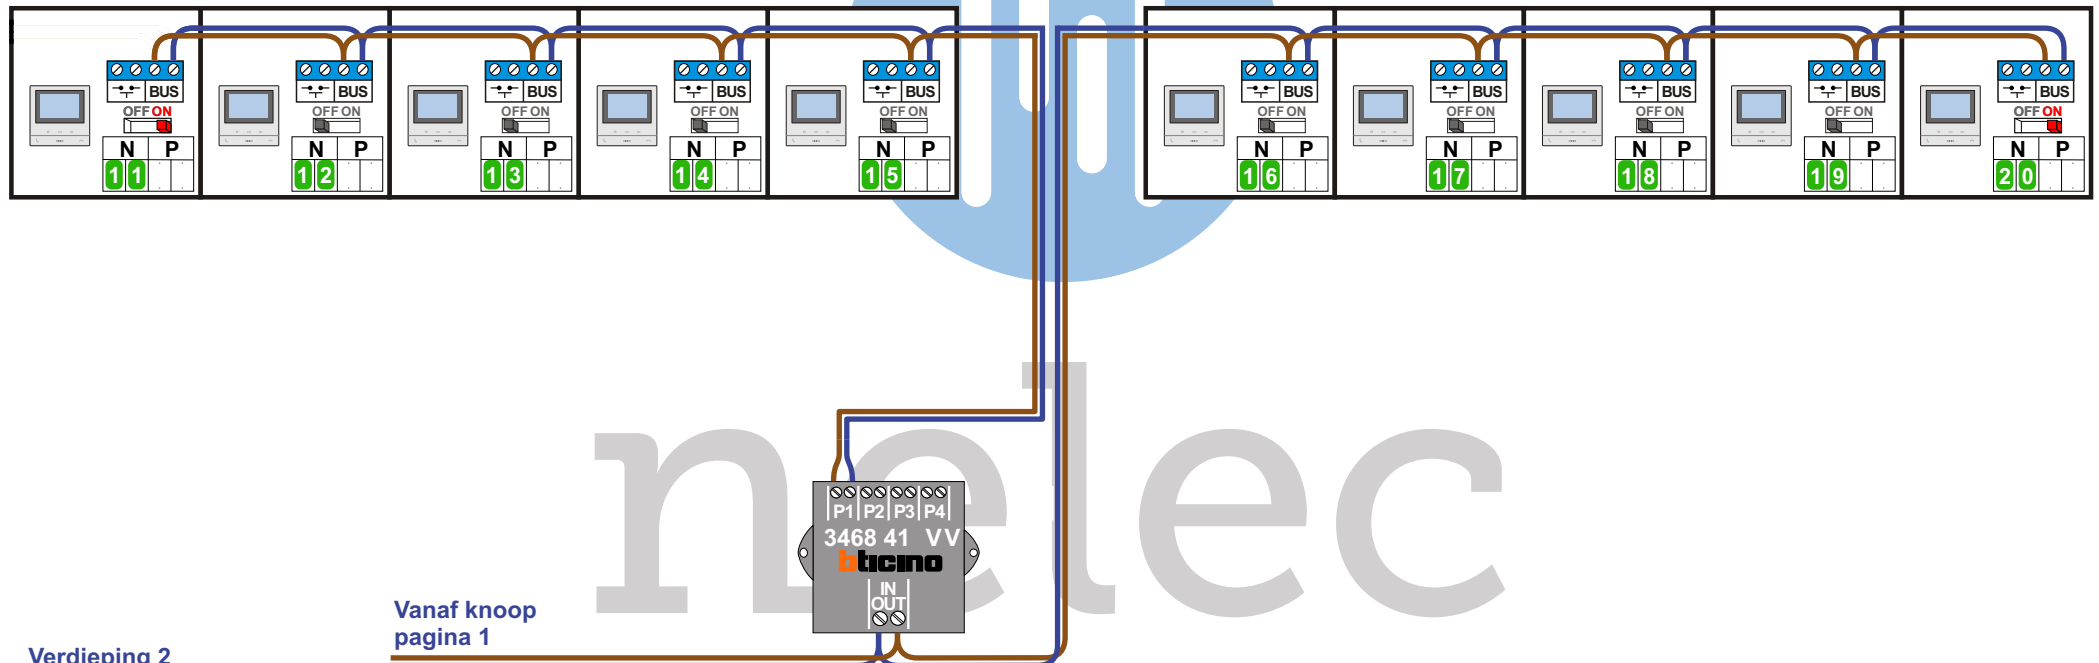 BUS BUS BUS BUS BUS BUS BUS BUS BUS BUS
OFF ON OFF ON OFF ON OFF ON OFF ON OFF ON OFF ON OFF ON OFF ON OFF ON
N P N P N P N P N P N P N P N P N P N P
11 12 13 14 15 16 17 18 19 20
nelec
P1 P2 P3 P4
3468 41 VV
bticino
IN
OUT
Vanaf knoop
pagina 1
Verdieping 2